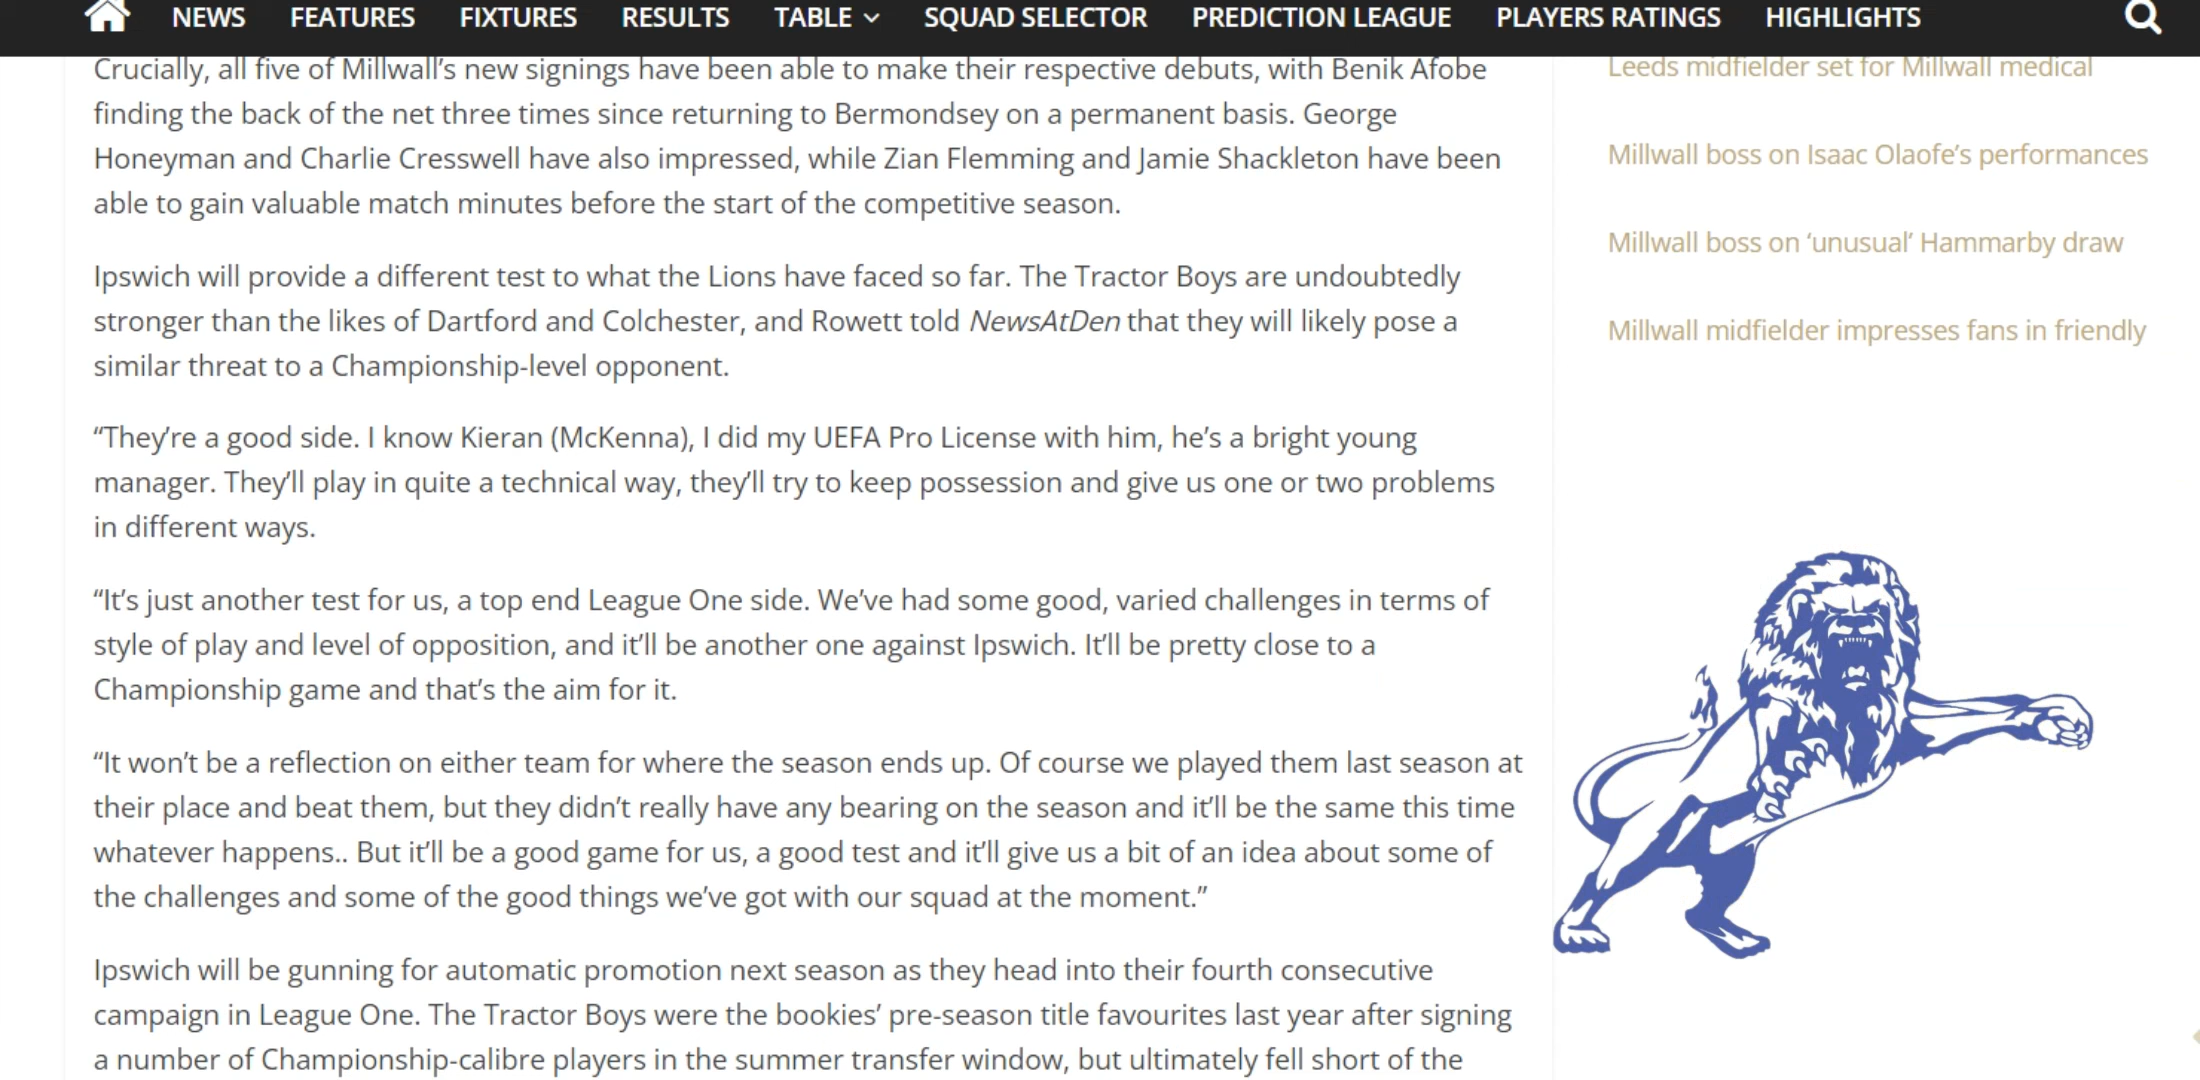 NEWS FEATURES FIXTURES RESULTS TABLE SQUAD SELECTOR PREDICTION LEAGUE PLAYERS RATINGS HIGHLIGHTS
Crucially, all five of Millwall’s new signings have been able to make their respective debuts, with Benik Afobe
finding the back of the net three times since returning to Bermondsey on a permanent basis. George
Honeyman and Charlie Cresswell have also impressed, while Zian Flemming and Jamie Shackleton have been
able to gain valuable match minutes before the start of the competitive season.
Ipswich will provide a different test to what the Lions have faced so far. The Tractor Boys are undoubtedly
stronger than the likes of Dartford and Colchester, and Rowett told NewsAtDen that they will likely pose a
similar threat to a Championship-level opponent.
“They’re a good side. I know Kieran (McKenna), I did my UEFA Pro License with him, he’s a bright young
manager. They’ll play in quite a technical way, they’ll try to keep possession and give us one or two problems
in different ways.
“It’s just another test for us, a top end League One side. We’ve had some good, varied challenges in terms of
style of play and level of opposition, and it’ll be another one against Ipswich. It’ll be pretty close to a
Championship game and that’s the aim for it.
“It won’t be a reflection on either team for where the season ends up. Of course we played them last season at
their place and beat them, but they didn’t really have any bearing on the season and it’ll be the same this time
whatever happens.. But it’ll be a good game for us, a good test and it’ll give us a bit of an idea about some of
the challenges and some of the good things we’ve got with our squad at the moment.”
Ipswich will be gunning for automatic promotion next season as they head into their fourth consecutive
campaign in League One. The Tractor Boys were the bookies’ pre-season title favourites last year after signing
a number of Championship-calibre players in the summer transfer window, but ultimately fell short of the
Leeds midfielder set for Millwall medical
Millwall boss on Isaac Olaofe’s performances
Millwall boss on ‘unusual’ Hammarby draw
Millwall midfielder impresses fans in friendly